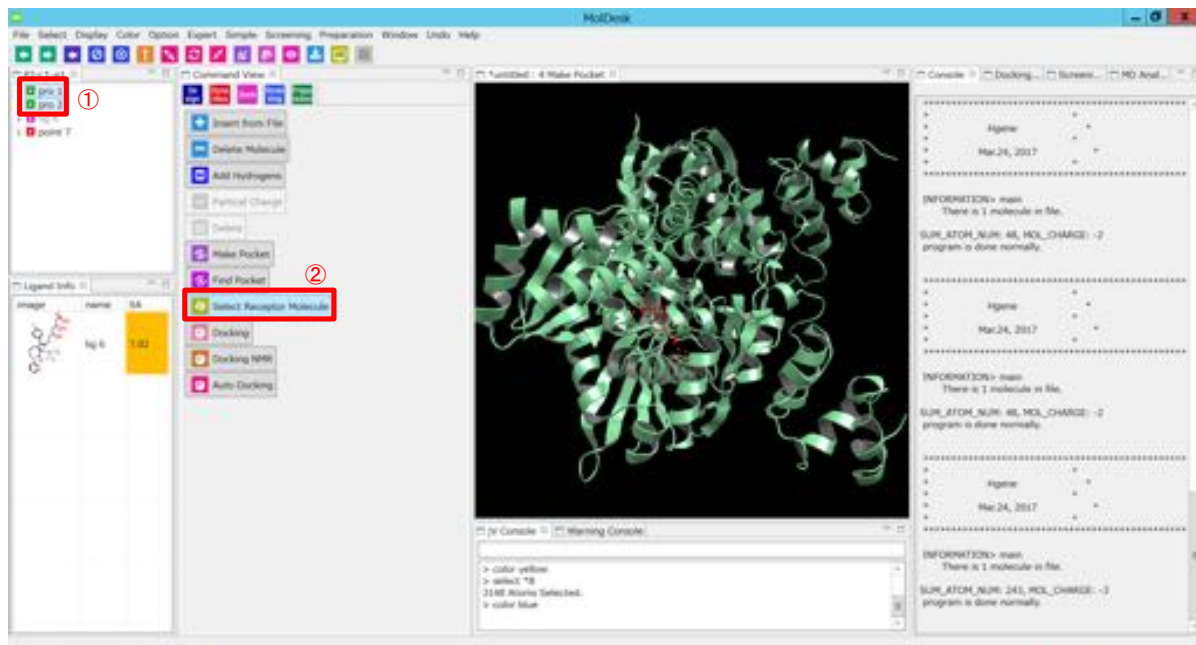 MolDesk
File Select Display Color Option Expert Simple Screening Preparation Window Undo Help
Command View
*untitled : 4 Make Pocket
Console Docking... Screeni... MD Anal...
pro 1
pro 2
①
point 7
Insert from File
Delete Molecule
Add Hydrogens
Partical Charge
Delete
Make Pocket
Find Pocket
②
Select Receptor Molecule
Docking
Docking NMR
Auto Docking
Ligand Info
image name SA
lig 6 7.02
JV Console Warning Console
> color yellow
> select *B
3148 Atoms Selected.
> color blue
Hgene
Mar.24, 2017
INFORMATION> main
There is 1 molecule in file.
SUM_ATOM_NUM: 48, MOL_CHARGE: -2
program is done normally.
Hgene
Mar.24, 2017
INFORMATION> main
There is 1 molecule in file.
SUM_ATOM_NUM: 48, MOL_CHARGE: -2
program is done normally.
Hgene
Mar.24, 2017
INFORMATION> main
There is 1 molecule in file.
SUM_ATOM_NUM: 243, MOL_CHARGE: -3
program is done normally.